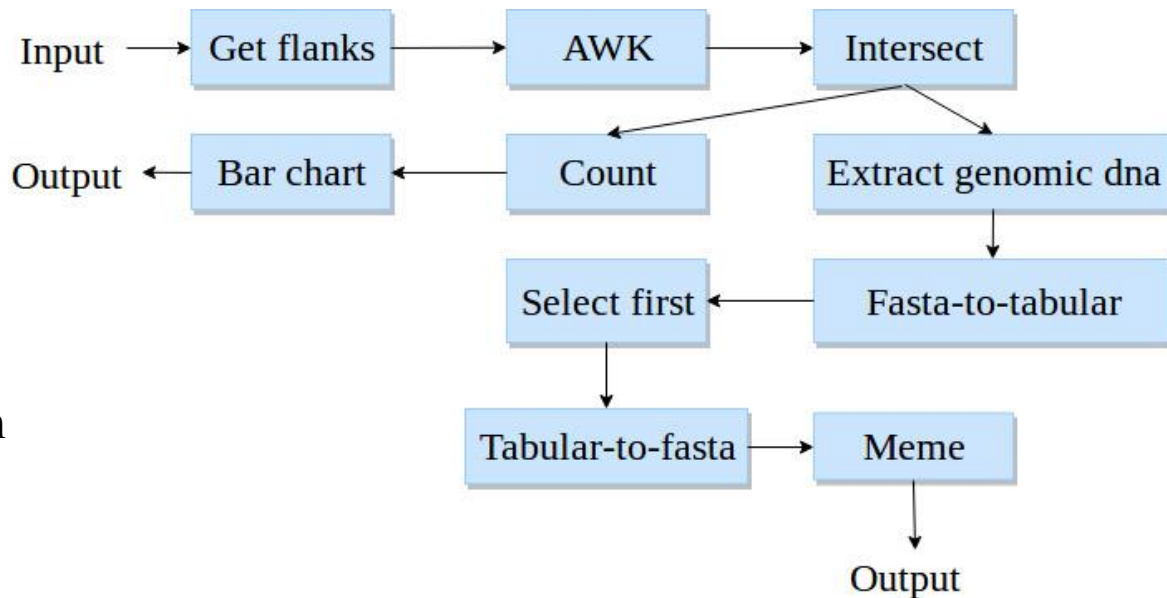 Input
Get flanks
AWK
Intersect
Output
Bar chart
Count
Extract genomic dna
Select first
Fasta-to-tabular
Tabular-to-fasta
Meme
Output